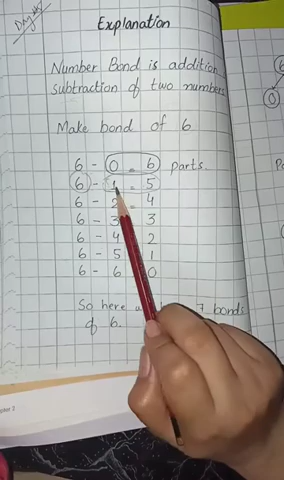 Explanation
Number Bond is addition
subtraction of two numbers
Make bond of 6
6 - 0 = 6 parts.
6 - 1 = 5
6 - 2 = 4
6 - 3 3
6 - 4 2
6 - 5 1
6 - 6 0
So here 7 bonds
of 6.